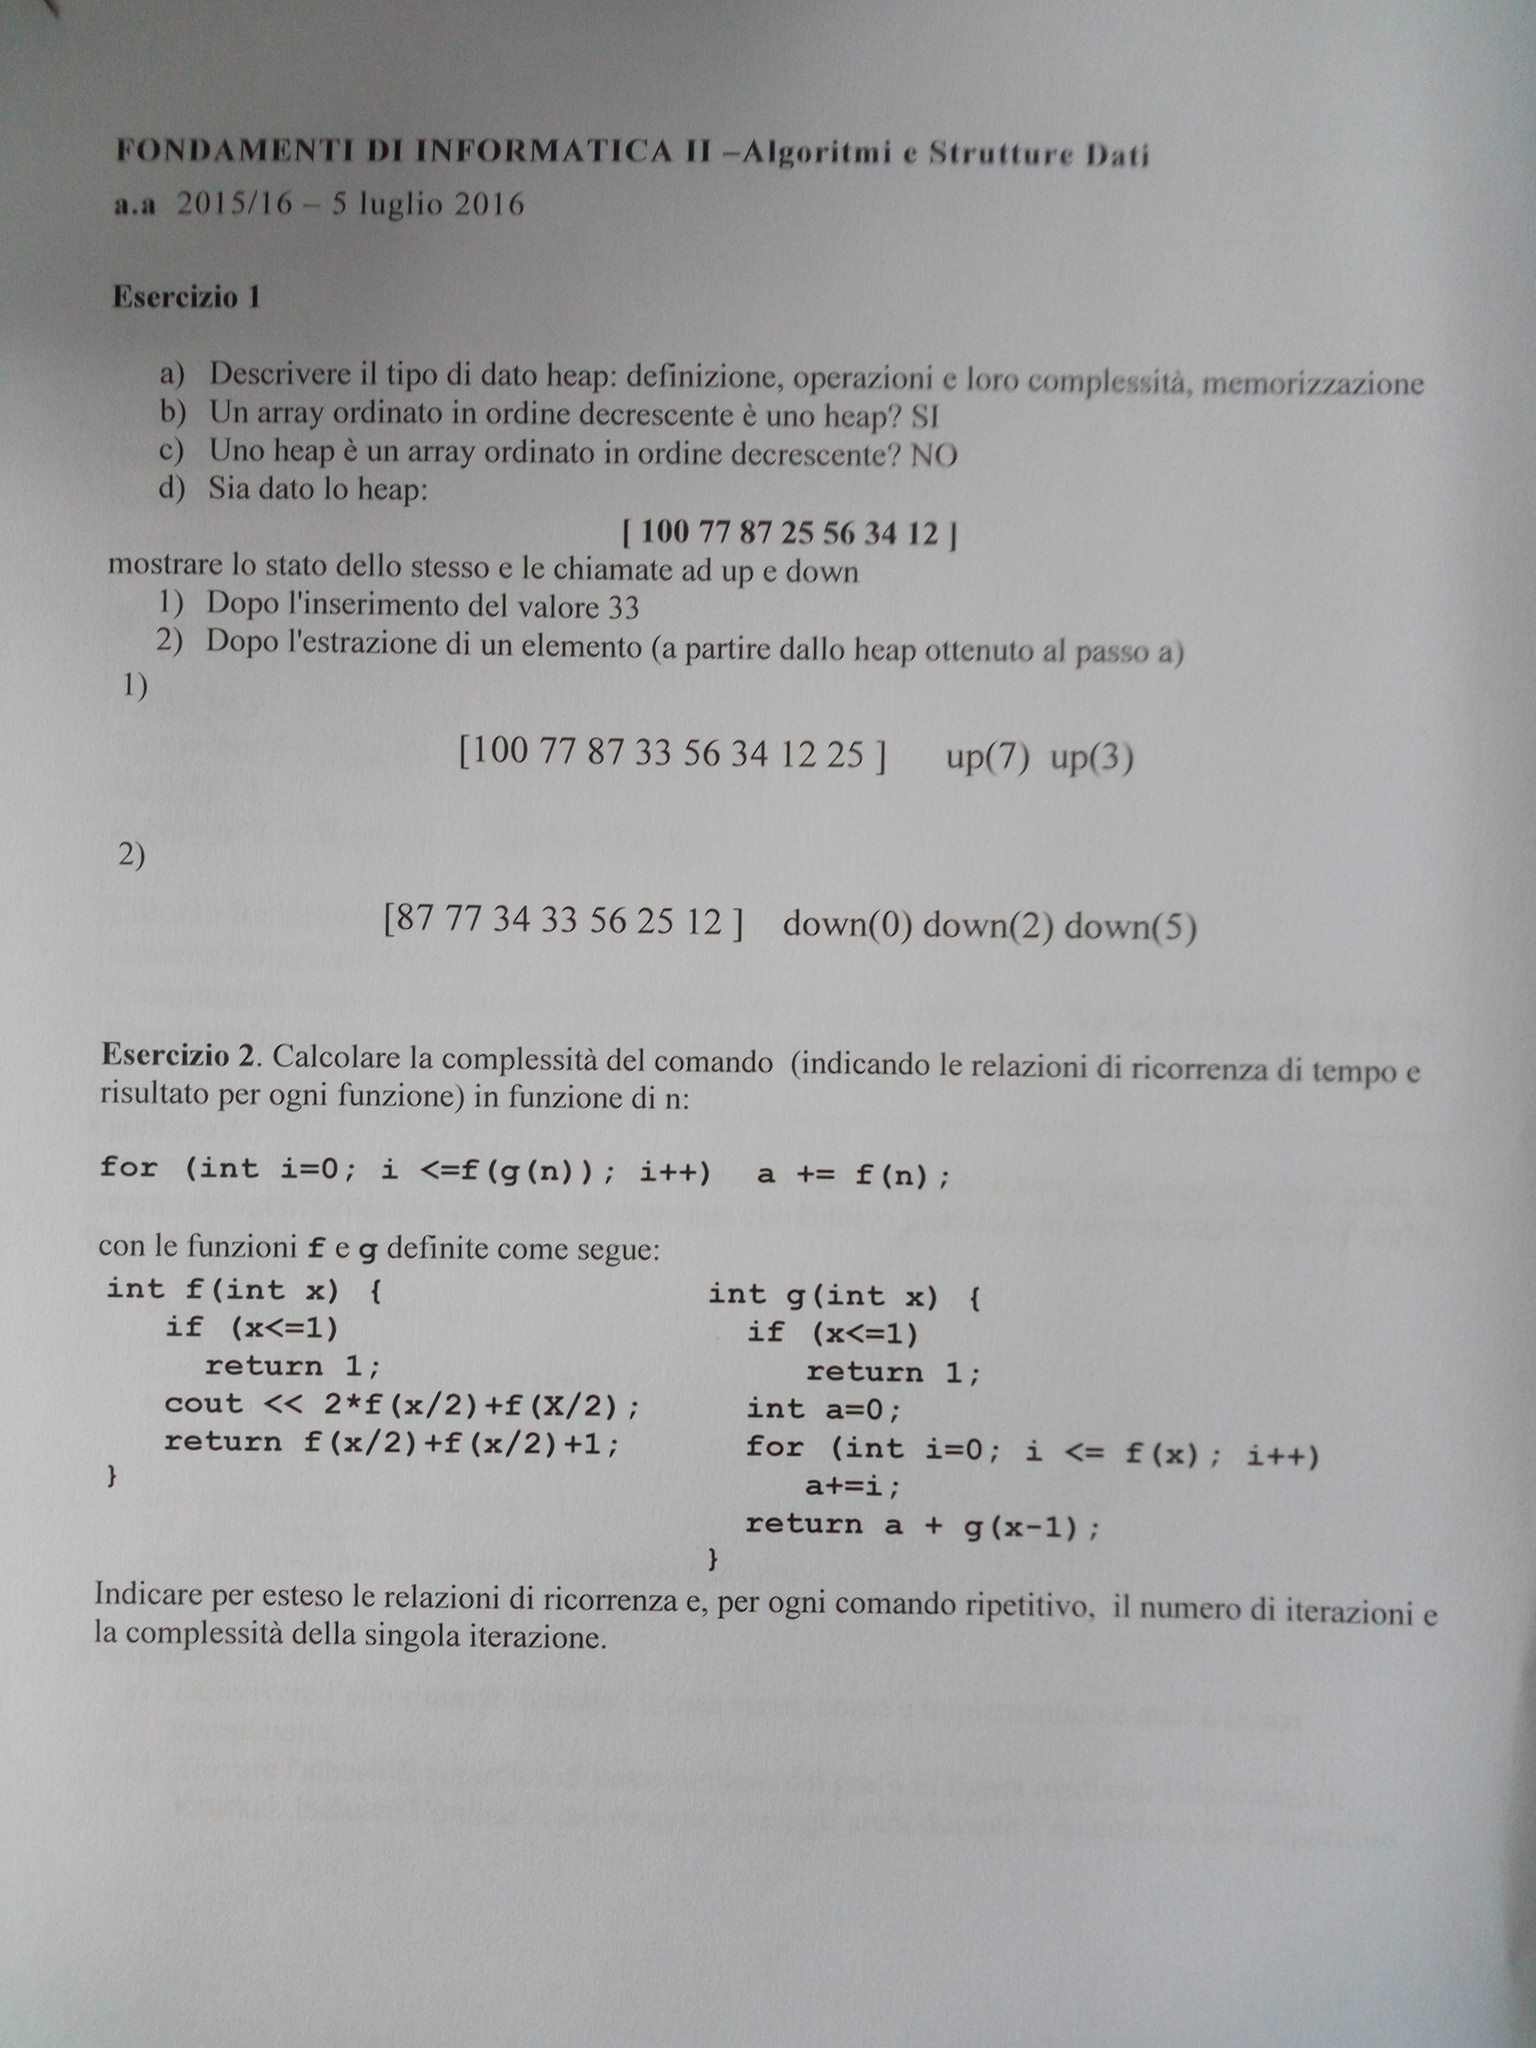 FONDAMENTI DI INFORMATICA II –Algoritmi e Strutture Dati
a.a 2015/16 – 5 luglio 2016
Esercizio 1
a) Descrivere il tipo di dato heap: definizione, operazioni e loro complessità, memorizzazione
b) Un array ordinato in ordine decrescente è uno heap? SI
c) Uno heap è un array ordinato in ordine decrescente? NO
d) Sia dato lo heap:
[ 100 77 87 25 56 34 12 ]
mostrare lo stato dello stesso e le chiamate ad up e down
1) Dopo l'inserimento del valore 33
2) Dopo l'estrazione di un elemento (a partire dallo heap ottenuto al passo a)
1)
[100 77 87 33 56 34 12 25 ] up(7) up(3)
2)
[87 77 34 33 56 25 12 ] down(0) down(2) down(5)
Esercizio 2. Calcolare la complessità del comando (indicando le relazioni di ricorrenza di tempo e
risultato per ogni funzione) in funzione di n:
for (int i=0; i <=f(g(n)); i++) a += f(n);
con le funzioni f e g definite come segue:
int f(int x) {
if (x<=1)
return 1;
cout << 2*f(x/2)+f(X/2);
return f(x/2)+f(x/2)+1;
}
int g(int x) {
if (x<=1)
return 1;
int a=0;
for (int i=0; i <= f(x); i++)
a+=i;
return a + g(x-1);
}
Indicare per esteso le relazioni di ricorrenza e, per ogni comando ripetitivo, il numero di iterazioni e
la complessità della singola iterazione.